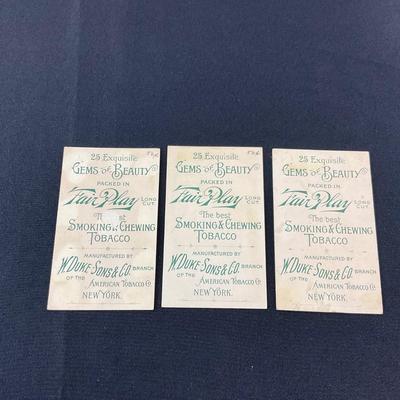 25 Exquisite
GEMS of BEAUTY
PACKED IN
Fair Play LONG CUT.
The best
SMOKING & CHEWING
TOBACCO
MANUFACTURED BY
W. DUKE SONS & CO. BRANCH
OF THE AMERICAN TOBACCO Co.
NEW YORK.
25 Exquisite
GEMS of BEAUTY
PACKED IN
Fair Play LONG CUT.
The best
SMOKING & CHEWING
TOBACCO
MANUFACTURED BY
W. DUKE SONS & CO. BRANCH
OF THE AMERICAN TOBACCO Co.
NEW YORK.
25 Exquisite
GEMS of BEAUTY
PACKED IN
Fair Play LONG CUT.
The best
SMOKING & CHEWING
TOBACCO
MANUFACTURED BY
W. DUKE SONS & CO. BRANCH
OF THE AMERICAN TOBACCO Co.
NEW YORK.